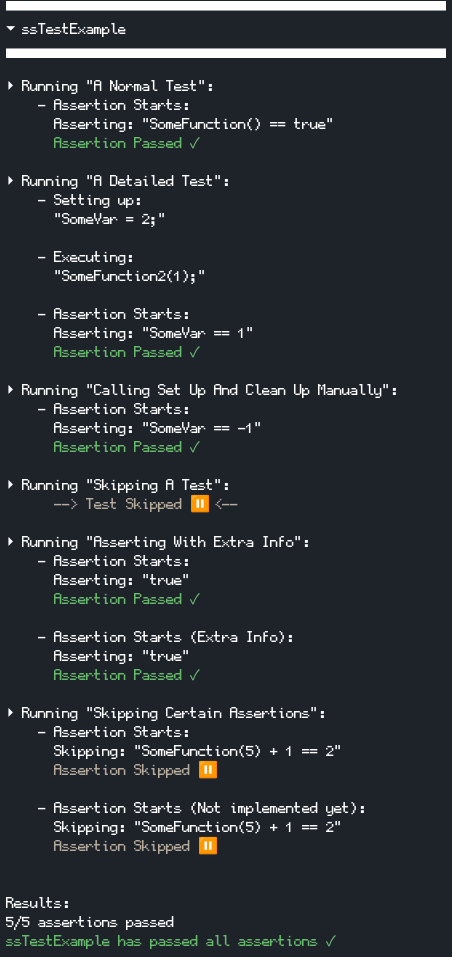 ▼ ssTestExample
▶ Running "A Normal Test":
- Assertion Starts:
Asserting: "SomeFunction() == true"
Assertion Passed ✓
▶ Running "A Detailed Test":
- Setting up:
"SomeVar = 2;"
- Executing:
"SomeFunction2(1);"
- Assertion Starts:
Asserting: "SomeVar == 1"
Assertion Passed ✓
▶ Running "Calling Set Up And Clean Up Manually":
- Assertion Starts:
Asserting: "SomeVar == -1"
Assertion Passed ✓
▶ Running "Skipping A Test":
--> Test Skipped ⏸ <--
▶ Running "Asserting With Extra Info":
- Assertion Starts:
Asserting: "true"
Assertion Passed ✓
- Assertion Starts (Extra Info):
Asserting: "true"
Assertion Passed ✓
▶ Running "Skipping Certain Assertions":
- Assertion Starts:
Skipping: "SomeFunction(5) + 1 == 2"
Assertion Skipped ⏸
- Assertion Starts (Not implemented yet):
Skipping: "SomeFunction(5) + 1 == 2"
Assertion Skipped ⏸
Results:
5/5 assertions passed
ssTestExample has passed all assertions ✓